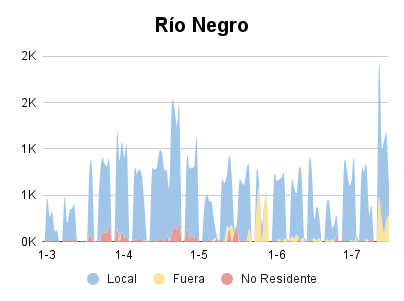 Río Negro
2K
2K
1K
1K
0K
1-3 1-4 1-5 1-6 1-7
Local Fuera No Residente